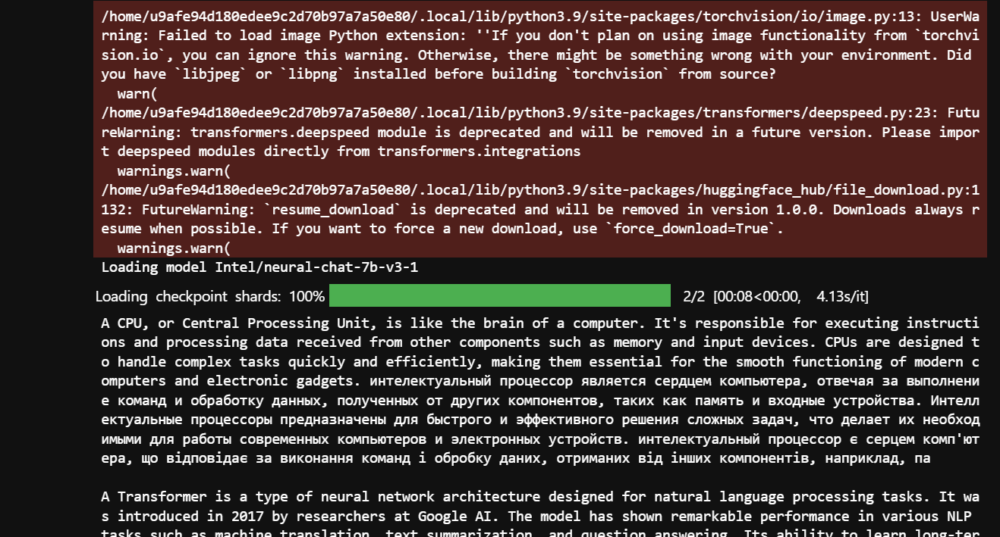 /home/u9afe94d180edee9c2d70b97a7a50e80/.local/lib/python3.9/site-packages/torchvision/io/image.py:13: UserWa
rning: Failed to load image Python extension: ''If you don't plan on using image functionality from `torchvi
sion.io`, you can ignore this warning. Otherwise, there might be something wrong with your environment. Did
you have `libjpeg` or `libpng` installed before building `torchvision` from source?
  warn(
/home/u9afe94d180edee9c2d70b97a7a50e80/.local/lib/python3.9/site-packages/transformers/deepspeed.py:23: Futu
reWarning: transformers.deepspeed module is deprecated and will be removed in a future version. Please impor
t deepspeed modules directly from transformers.integrations
  warnings.warn(
/home/u9afe94d180edee9c2d70b97a7a50e80/.local/lib/python3.9/site-packages/huggingface_hub/file_download.py:1
132: FutureWarning: `resume_download` is deprecated and will be removed in version 1.0.0. Downloads always r
esume when possible. If you want to force a new download, use `force_download=True`.
  warnings.warn(
Loading model Intel/neural-chat-7b-v3-1
Loading checkpoint shards: 100% 2/2 [00:08<00:00, 4.13s/it]
A CPU, or Central Processing Unit, is like the brain of a computer. It's responsible for executing instructi
ons and processing data received from other components such as memory and input devices. CPUs are designed t
o handle complex tasks quickly and efficiently, making them essential for the smooth functioning of modern c
omputers and electronic gadgets. интелектуальный процессор является сердцем компьютера, отвечая за выполнени
е команд и обработку данных, полученных от других компонентов, таких как память и входные устройства. Интелл
ектуальные процессоры предназначены для быстрого и эффективного решения сложных задач, что делает их необход
имыми для работы современных компьютеров и электронных устройств. интелектуальный процессор є серцем комп'ют
ера, що відповідає за виконання команд і обробку даних, отриманих від інших компонентів, наприклад, па
A Transformer is a type of neural network architecture designed for natural language processing tasks. It wa
s introduced in 2017 by researchers at Google AI. The model has shown remarkable performance in various NLP
tasks such as machine translation, text summarization, and question answering. Its ability to learn long-ter